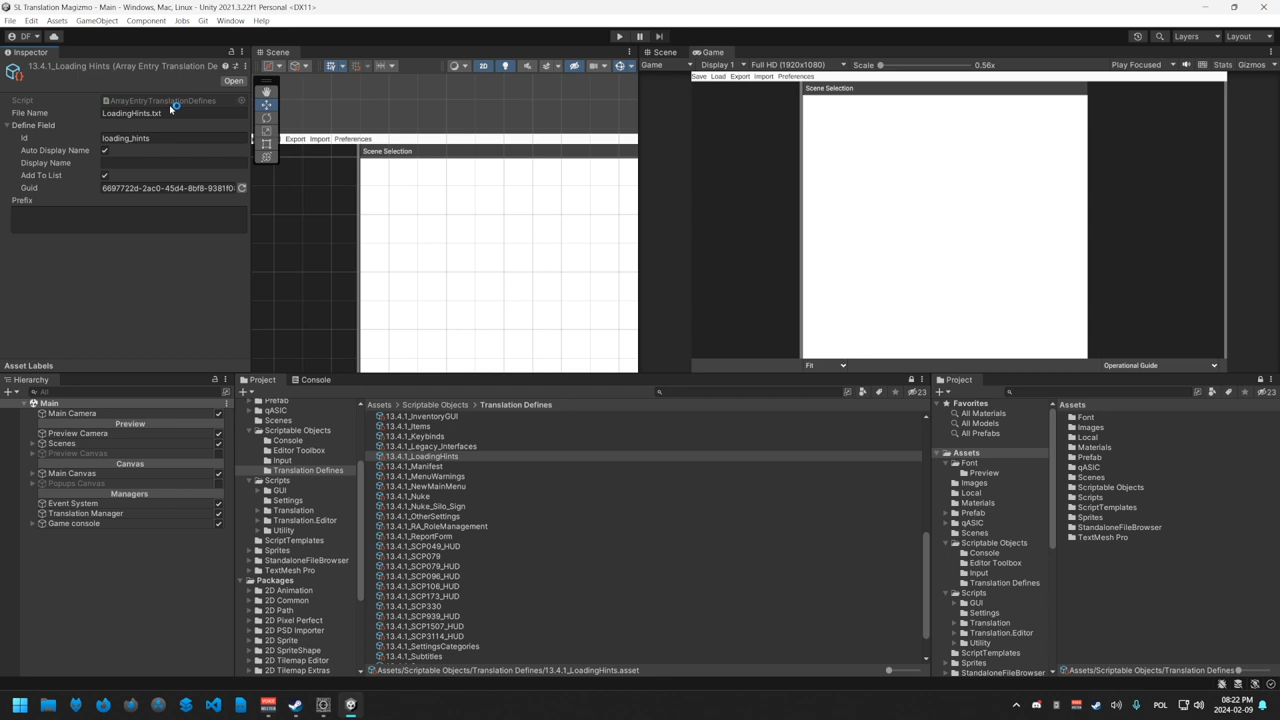 SL Translation Magizmo - Main - Windows, Mac, Linux - Unity 2021.3.22f1 Personal <DX11>
File Edit Assets GameObject Component Jobs Git Window Help
DF
Layers Layout
Inspector
13.4.1_Loading Hints (Array Entry Translation De
Open
Script ArrayEntryTranslationDefines
File Name LoadingHints.txt
Define Field
Id loading_hints
Auto Display Name
Display Name
Add To List
Guid 6697722d-2ac0-45d4-8bf8-9381f0
Prefix
Asset Labels
Scene
2D
Export Import Preferences
Scene Selection
Scene Game
Game Display 1 Full HD (1920x1080) Scale 0.56x Play Focused Stats Gizmos
Save Load Export Import Preferences
Scene Selection
Fit Operational Guide
Hierarchy
All
Main
Main Camera
Preview
Preview Camera
Scenes
Preview Canvas
Canvas
Main Canvas
Popups Canvas
Managers
Event System
Translation Manager
Game console
Project Console
23
Prefab
qASIC
Scenes
Scriptable Objects
Console
Editor Toolbox
Input
Translation Defines
Scripts
GUI
Settings
Translation
Translation.Editor
Utility
ScriptTemplates
Sprites
StandaloneFileBrowser
TextMesh Pro
Packages
2D Animation
2D Common
2D Path
2D Pixel Perfect
2D PSD Importer
2D Sprite
2D SpriteShape
2D Tilemap Editor
2D Tilemap Extras
Assets Scriptable Objects Translation Defines
13.4.1_InventoryGUI
13.4.1_Items
13.4.1_Keybinds
13.4.1_Legacy_Interfaces
13.4.1_LoadingHints
13.4.1_Manifest
13.4.1_MenuWarnings
13.4.1_NewMainMenu
13.4.1_Nuke
13.4.1_Nuke_Silo_Sign
13.4.1_OtherSettings
13.4.1_RA_RoleManagement
13.4.1_ReportForm
13.4.1_SCP049_HUD
13.4.1_SCP079
13.4.1_SCP079_HUD
13.4.1_SCP096_HUD
13.4.1_SCP106_HUD
13.4.1_SCP173_HUD
13.4.1_SCP330
13.4.1_SCP939_HUD
13.4.1_SCP1507_HUD
13.4.1_SCP3114_HUD
13.4.1_SettingsCategories
13.4.1_Subtitles
Assets/Scriptable Objects/Translation Defines/13.4.1_LoadingHints.asset
Project
23
Favorites
All Materials
All Models
All Prefabs
Assets
Font
Preview
Images
Local
Materials
Prefab
qASIC
Scenes
Scriptable Objects
Console
Editor Toolbox
Input
Translation Defines
Scripts
GUI
Settings
Translation
Translation.Editor
Utility
ScriptTemplates
Sprites
StandaloneFileBrowser
Assets
Font
Images
Local
Materials
Prefab
qASIC
Scenes
Scriptable Objects
Scripts
ScriptTemplates
Sprites
StandaloneFileBrowser
TextMesh Pro
Assets/Scriptable Objects/Translation Defines
POL
08:22 PM
2024-02-09